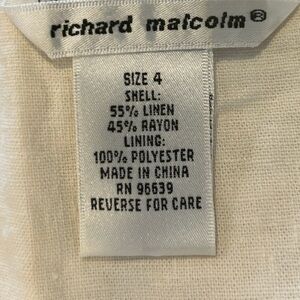 richard malcolm®
SIZE 4
SHELL:
55% LINEN
45% RAYON
LINING:
100% POLYESTER
MADE IN CHINA
RN 96639
REVERSE FOR CARE